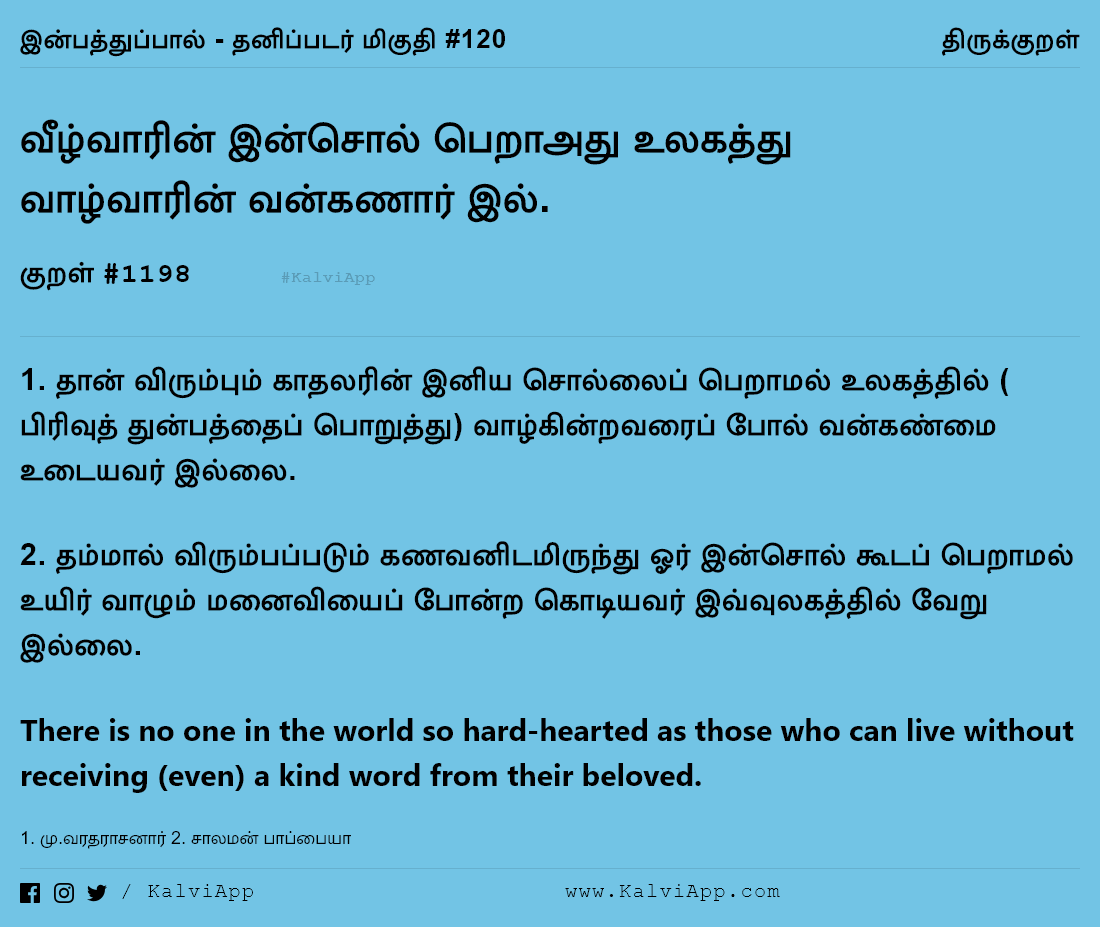 இன்பத்துப்பால் - தனிப்படர் மிகுதி #120 திருக்குறள்
வீழ்வாரின் இன்சொல் பெறாஅது உலகத்து
வாழ்வாரின் வன்கணார் இல்.
குறள் #1198 #KalviApp
1. தான் விரும்பும் காதலரின் இனிய சொல்லைப் பெறாமல் உலகத்தில் (
பிரிவுத் துன்பத்தைப் பொறுத்து) வாழ்கின்றவரைப் போல் வன்கண்மை
உடையவர் இல்லை.
2. தம்மால் விரும்பப்படும் கணவனிடமிருந்து ஓர் இன்சொல் கூடப் பெறாமல்
உயிர் வாழும் மனைவியைப் போன்ற கொடியவர் இவ்வுலகத்தில் வேறு
இல்லை.
There is no one in the world so hard-hearted as those who can live without
receiving (even) a kind word from their beloved.
1. மு.வரதராசனார் 2. சாலமன் பாப்பையா
/ KalviApp www.KalviApp.com